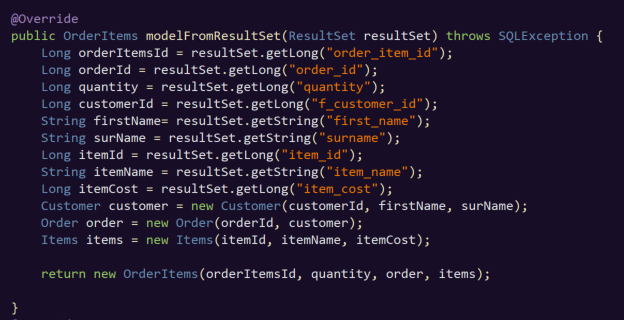 @Override
public OrderItems modelFromResultSet(ResultSet resultSet) throws SQLException {
    Long orderItemsId = resultSet.getLong("order_item_id");
    Long orderId = resultSet.getLong("order_id");
    Long quantity = resultSet.getLong("quantity");
    Long customerId = resultSet.getLong("f_customer_id");
    String firstName= resultSet.getString("first_name");
    String surName = resultSet.getString("surname");
    Long itemId = resultSet.getLong("item_id");
    String itemName = resultSet.getString("item_name");
    Long itemCost = resultSet.getLong("item_cost");
    Customer customer = new Customer(customerId, firstName, surName);
    Order order = new Order(orderId, customer);
    Items items = new Items(itemId, itemName, itemCost);

    return new OrderItems(orderItemsId, quantity, order, items);

}